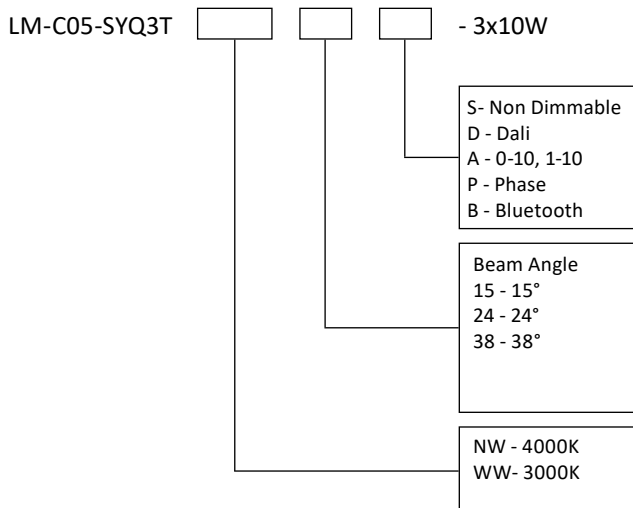 LM-C05-SYQ3T - 3x10W
S- Non Dimmable
D - Dali
A - 0-10, 1-10
P - Phase
B - Bluetooth
Beam Angle
15 - 15°
24 - 24°
38 - 38°
NW - 4000K
WW- 3000K